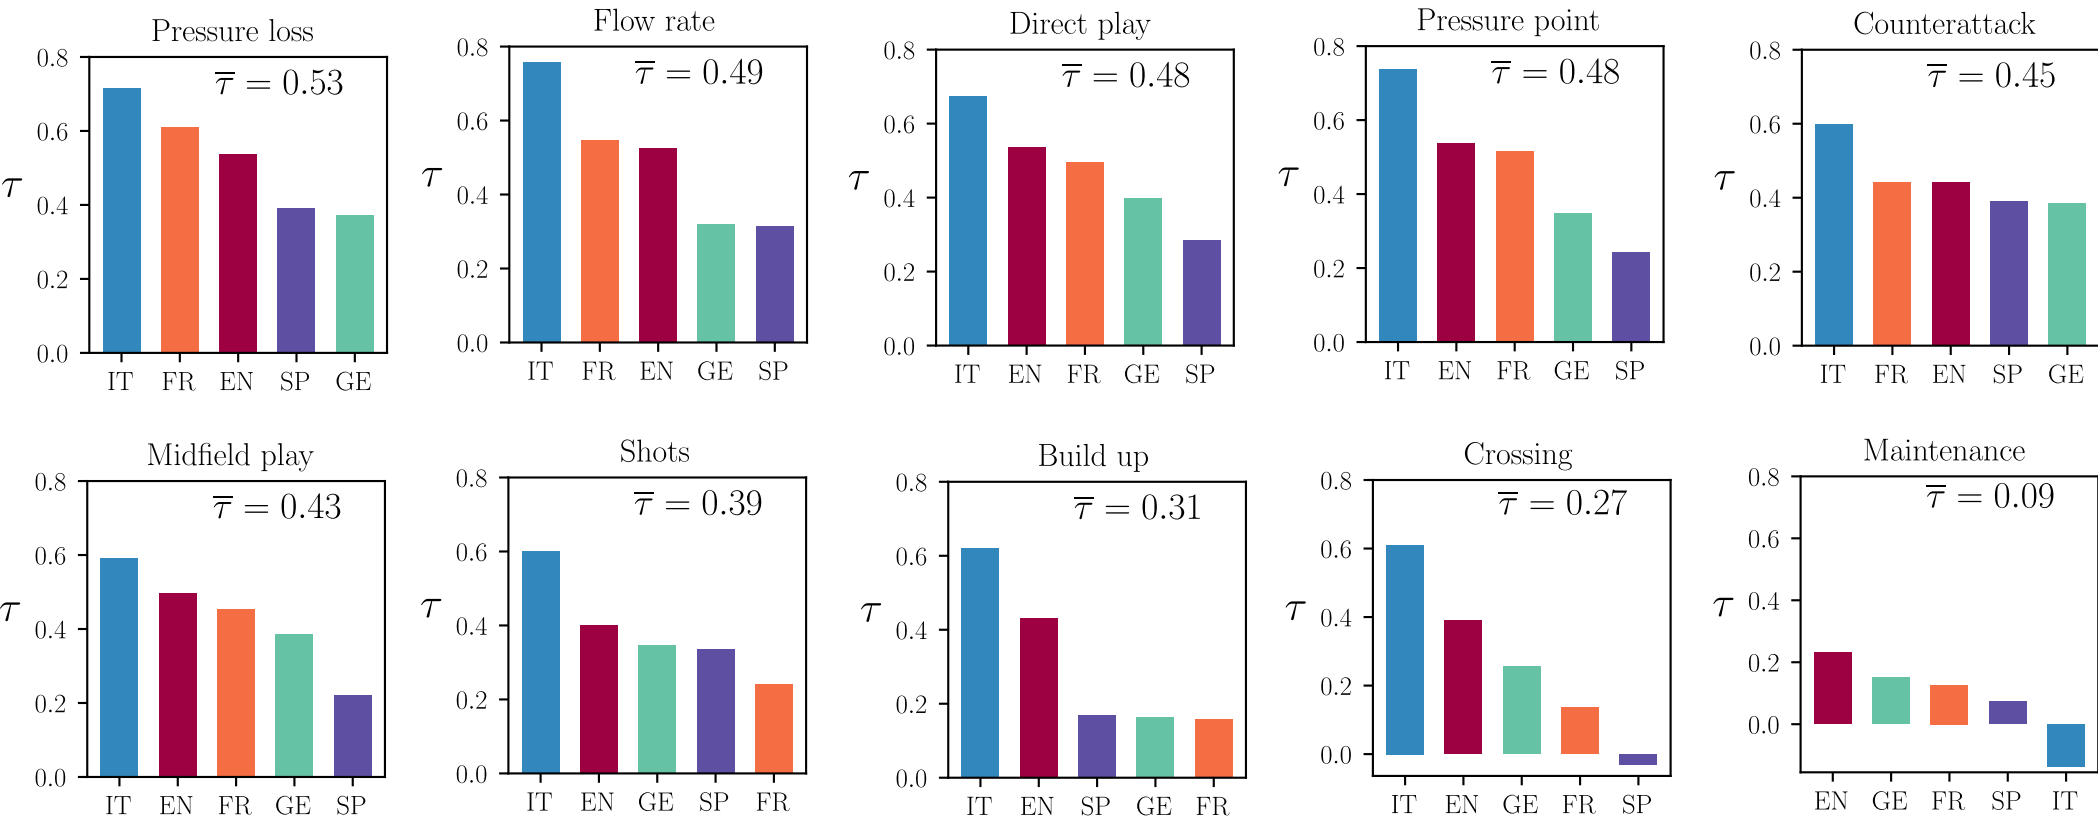 Pressure loss
τ̅ = 0.53
τ
0.8
0.6
0.4
0.2
0.0
IT FR EN SP GE
Flow rate
τ̅ = 0.49
τ
0.8
0.6
0.4
0.2
0.0
IT FR EN GE SP
Direct play
τ̅ = 0.48
τ
0.8
0.6
0.4
0.2
0.0
IT EN FR GE SP
Pressure point
τ̅ = 0.48
τ
0.8
0.6
0.4
0.2
0.0
IT EN FR GE SP
Counterattack
τ̅ = 0.45
τ
0.8
0.6
0.4
0.2
0.0
IT FR EN SP GE
Midfield play
τ̅ = 0.43
τ
0.8
0.6
0.4
0.2
0.0
IT EN FR GE SP
Shots
τ̅ = 0.39
τ
0.8
0.6
0.4
0.2
0.0
IT EN GE SP FR
Build up
τ̅ = 0.31
τ
0.8
0.6
0.4
0.2
0.0
IT EN SP GE FR
Crossing
τ̅ = 0.27
τ
0.8
0.6
0.4
0.2
0.0
IT EN GE FR SP
Maintenance
τ̅ = 0.09
τ
0.8
0.6
0.4
0.2
0.0
EN GE FR SP IT